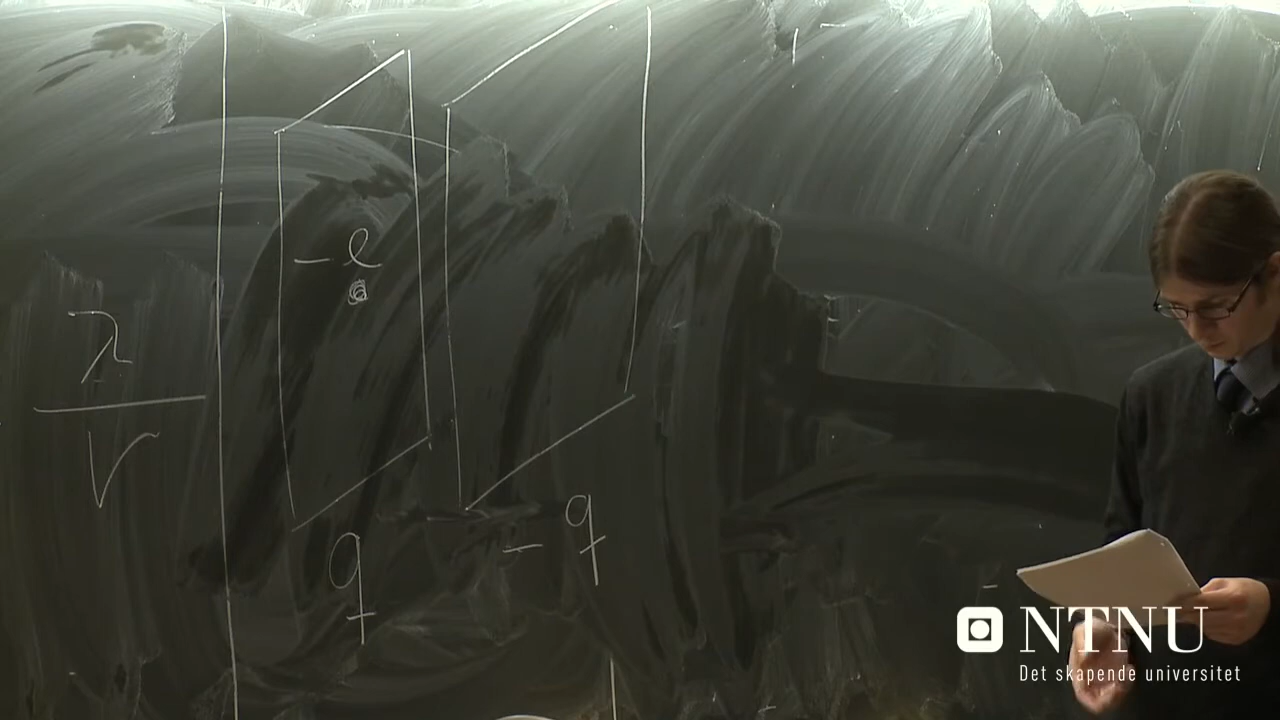 - e
λ
r
q
- q
NTNU
Det skapende universitet